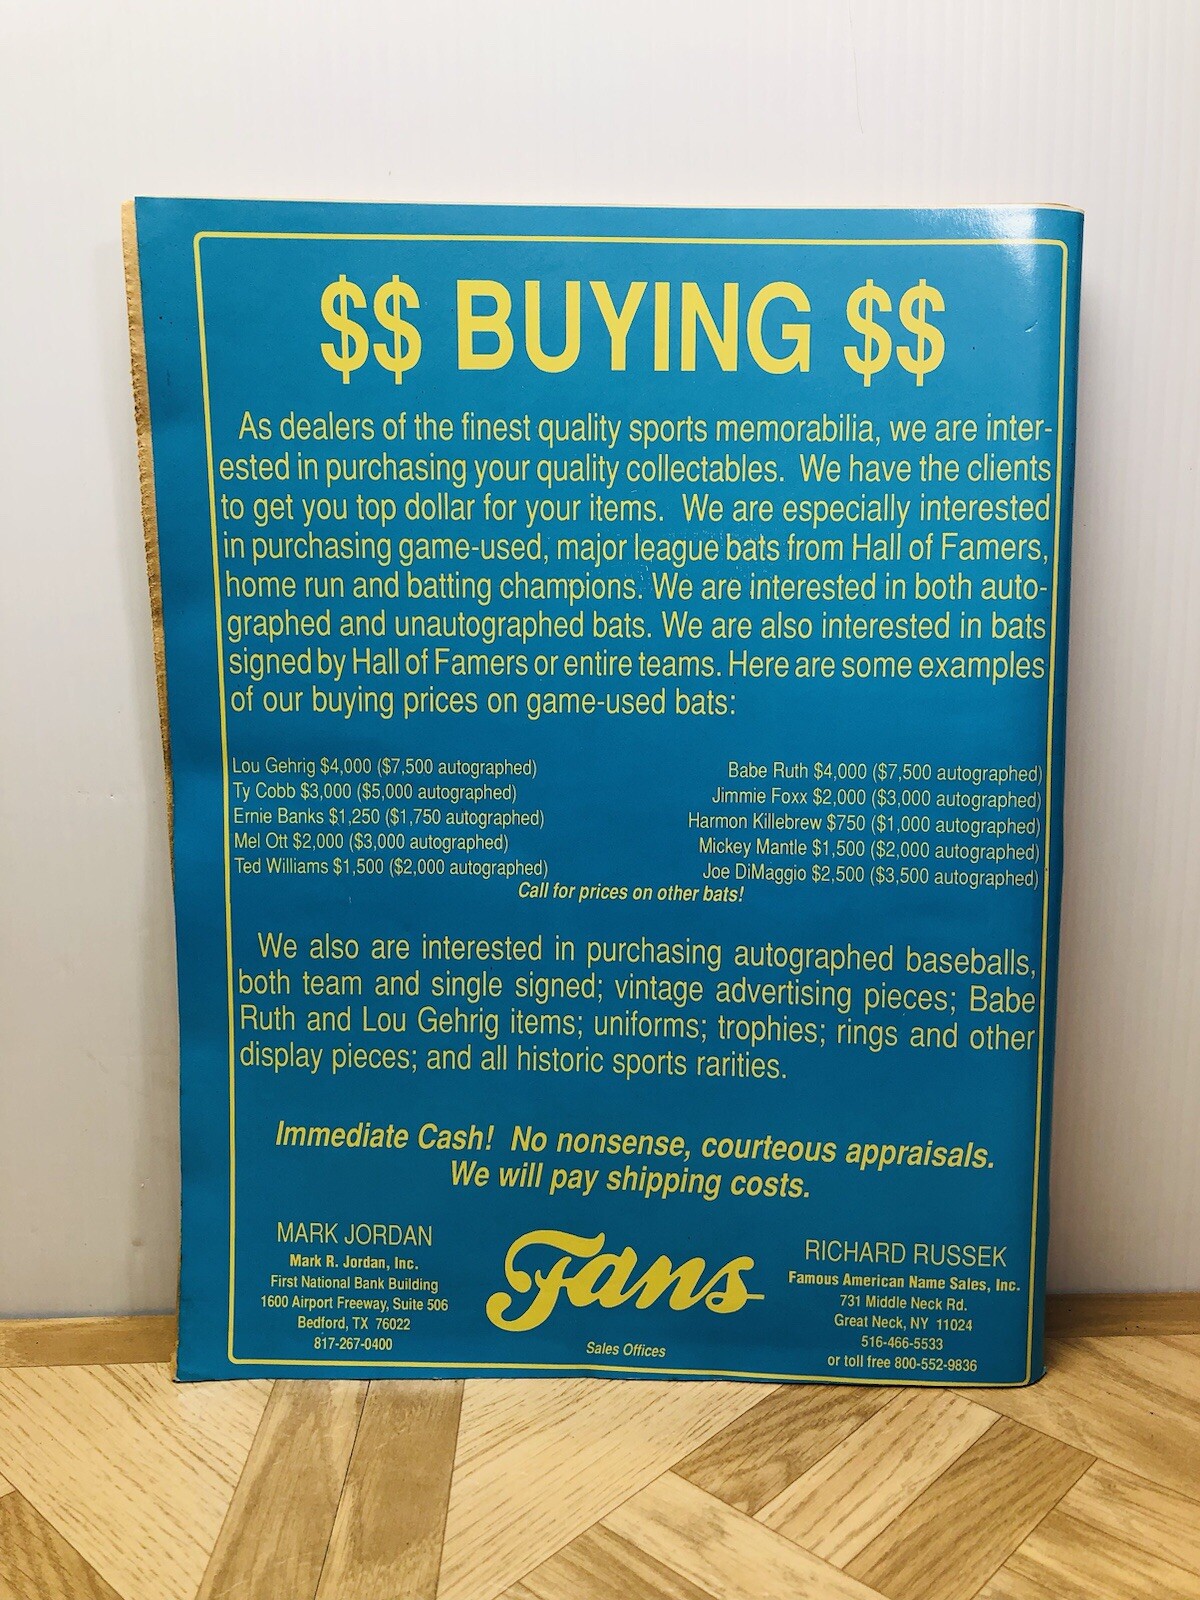 $$ BUYING $$
As dealers of the finest quality sports memorabilia, we are inter-
ested in purchasing your quality collectables. We have the clients
to get you top dollar for your items. We are especially interested
in purchasing game-used, major league bats from Hall of Famers,
home run and batting champions. We are interested in both auto-
graphed and unautographed bats. We are also interested in bats
signed by Hall of Famers or entire teams. Here are some examples
of our buying prices on game-used bats:
Lou Gehrig $4,000 ($7,500 autographed)
Ty Cobb $3,000 ($5,000 autographed)
Ernie Banks $1,250 ($1,750 autographed)
Mel Ott $2,000 ($3,000 autographed)
Ted Williams $1,500 ($2,000 autographed)
Babe Ruth $4,000 ($7,500 autographed)
Jimmie Foxx $2,000 ($3,000 autographed)
Harmon Killebrew $750 ($1,000 autographed)
Mickey Mantle $1,500 ($2,000 autographed)
Joe DiMaggio $2,500 ($3,500 autographed)
Call for prices on other bats!
We also are interested in purchasing autographed baseballs,
both team and single signed; vintage advertising pieces; Babe
Ruth and Lou Gehrig items; uniforms; trophies; rings and other
display pieces; and all historic sports rarities.
Immediate Cash! No nonsense, courteous appraisals.
We will pay shipping costs.
MARK JORDAN
Mark R. Jordan, Inc.
First National Bank Building
1600 Airport Freeway, Suite 506
Bedford, TX 76022
817-267-0400
Fans
Sales Offices
RICHARD RUSSEK
Famous American Name Sales, Inc.
731 Middle Neck Rd.
Great Neck, NY 11024
516-466-5533
or toll free 800-552-9836